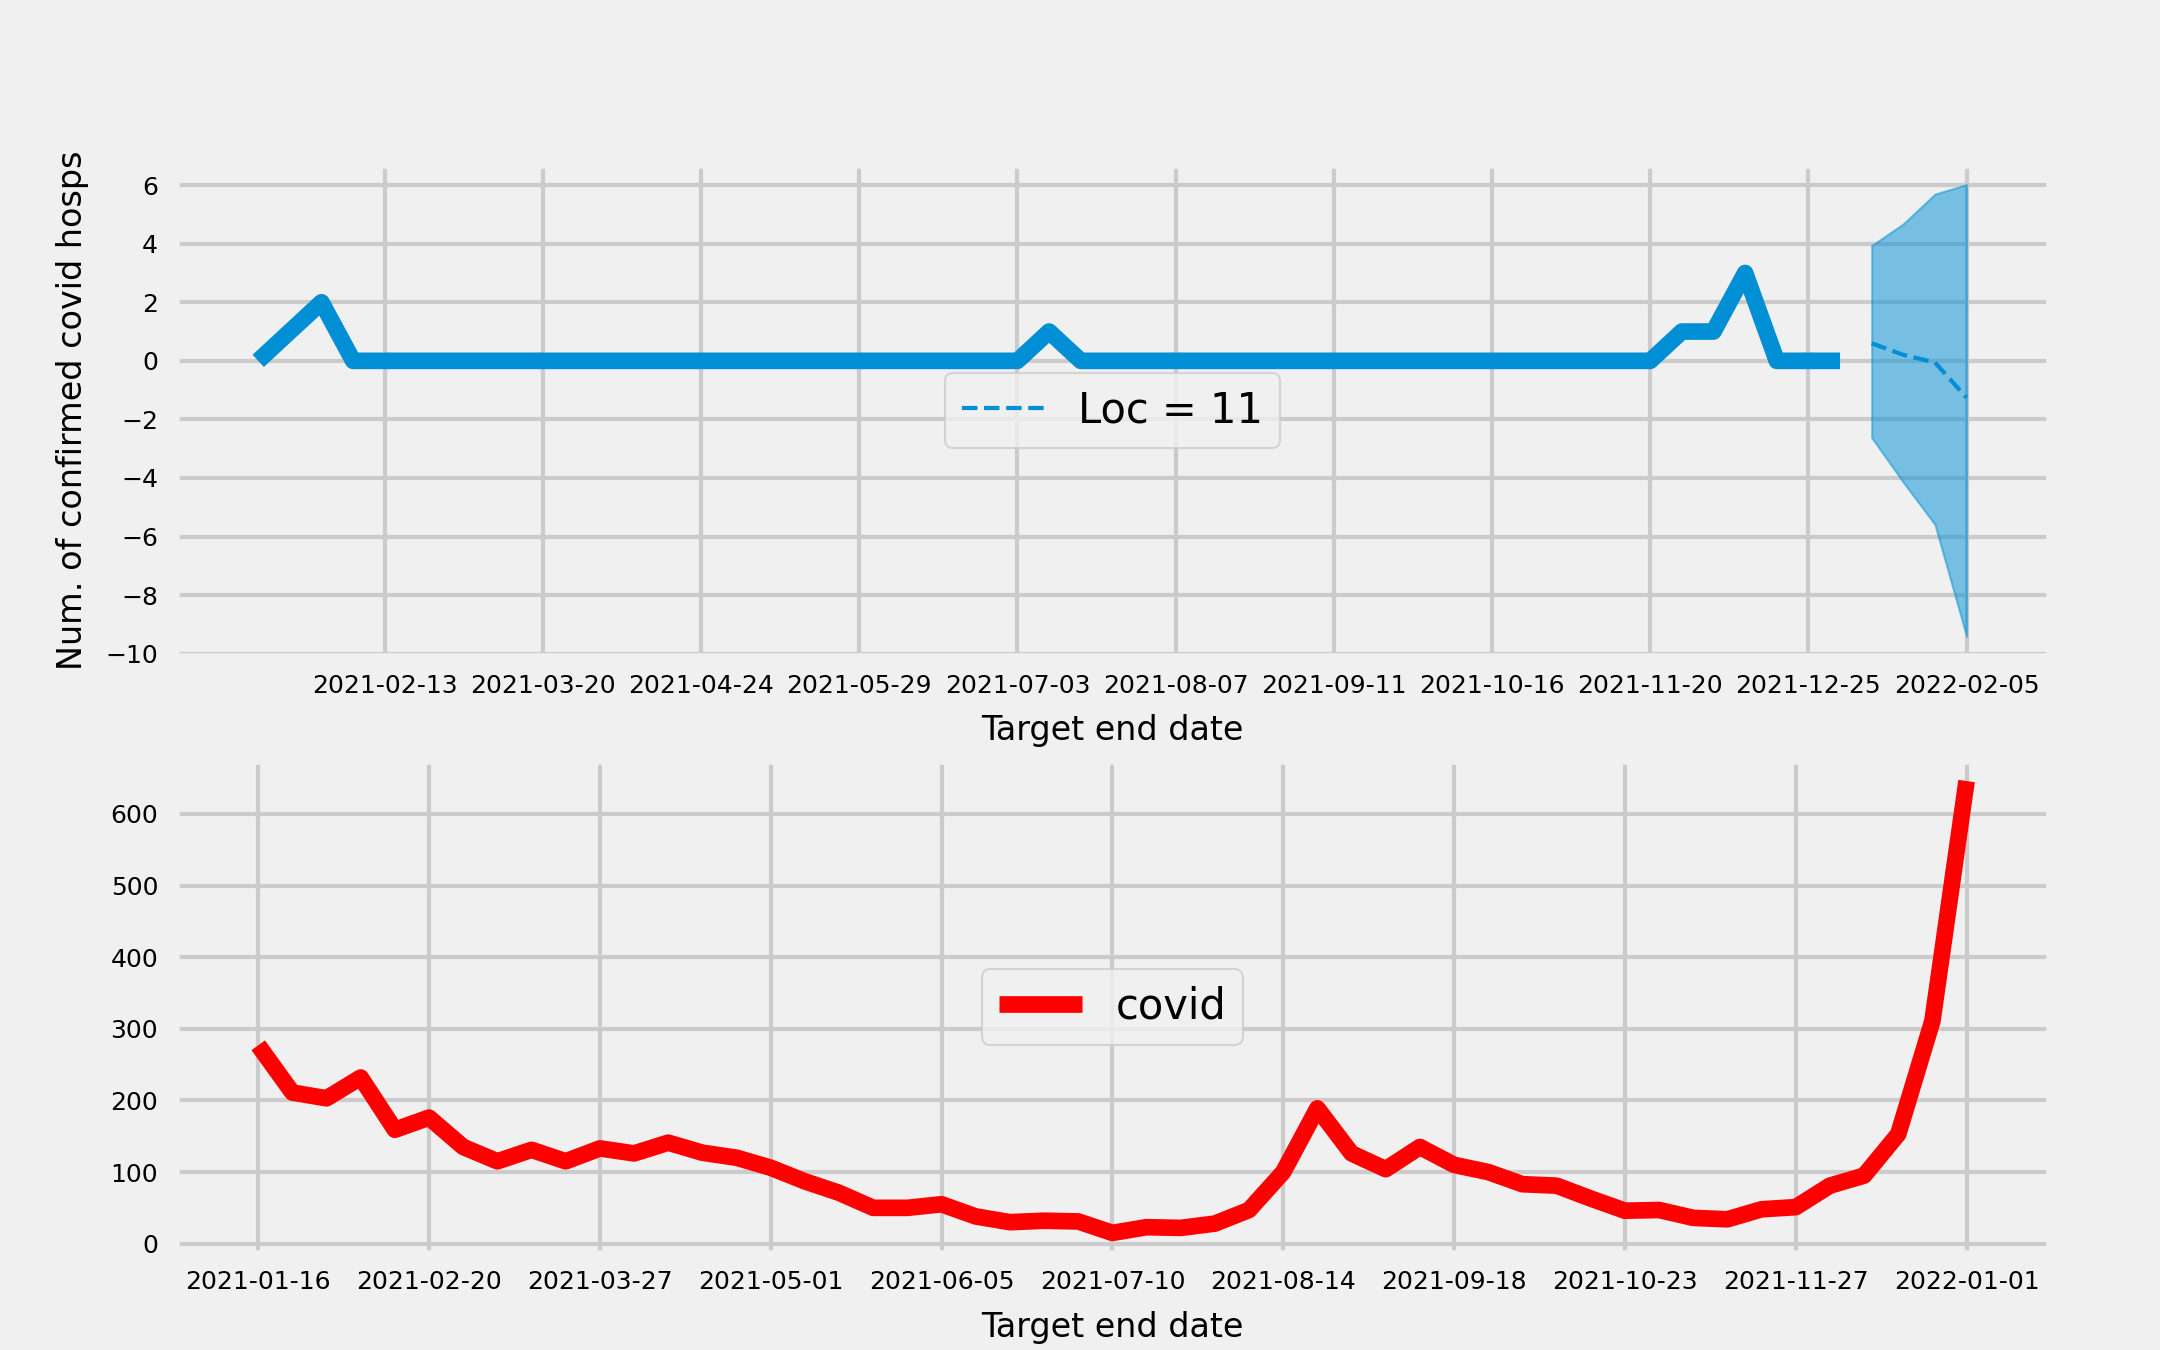 Num. of confirmed covid hosps
6
4
2
0
−2
−4
−6
−8
−10
Loc = 11
2021-02-13 2021-03-20 2021-04-24 2021-05-29 2021-07-03 2021-08-07 2021-09-11 2021-10-16 2021-11-20 2021-12-25 2022-02-05
Target end date
600
500
400
300
200
100
0
covid
2021-01-16 2021-02-20 2021-03-27 2021-05-01 2021-06-05 2021-07-10 2021-08-14 2021-09-18 2021-10-23 2021-11-27 2022-01-01
Target end date